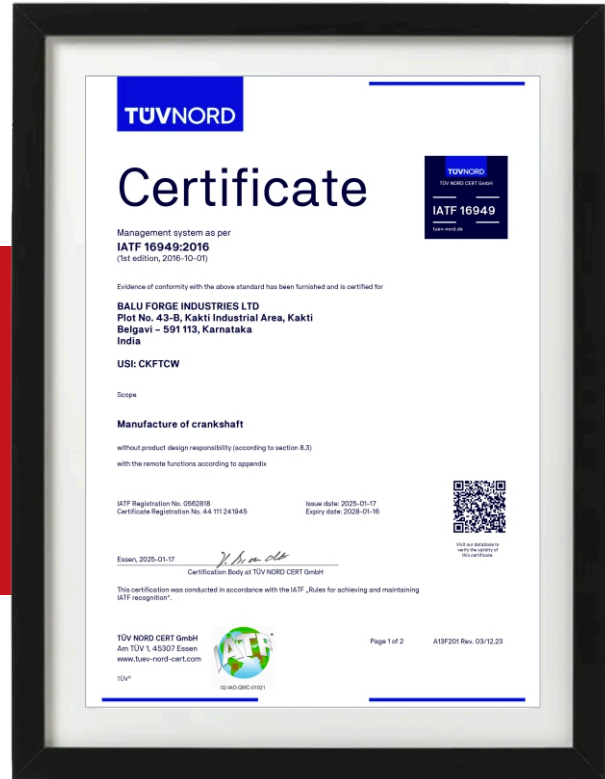 TÜVNORD
Certificate
TÜVNORD
TÜV NORD CERT GmbH
IATF 16949
tuev-nord.de
Management system as per
IATF 16949:2016
(1st edition, 2016-10-01)
Evidence of conformity with the above standard has been furnished and is certified for
BALU FORGE INDUSTRIES LTD
Plot No. 43-B, Kakti Industrial Area, Kakti
Belgavi – 591 113, Karnataka
India
USI: CKFTCW
Scope
Manufacture of crankshaft
without product design responsibility (according to section 8.3)
with the remote functions according to appendix
IATF Registration No. 0562818
Certificate Registration No. 44 111 241945
Issue date: 2025-01-17
Expiry date: 2028-01-16
Visit our database to
verify the validity of
this certificate.
Essen, 2025-01-17
Certification Body at TÜV NORD CERT GmbH
This certification was conducted in accordance with the IATF „Rules for achieving and maintaining
IATF recognition“.
TÜV NORD CERT GmbH
Am TÜV 1, 45307 Essen
www.tuev-nord-cert.com
TÜV®
IATF
02-IAO-QMC-01021
Page 1 of 2
A13F201 Rev. 03/12.23